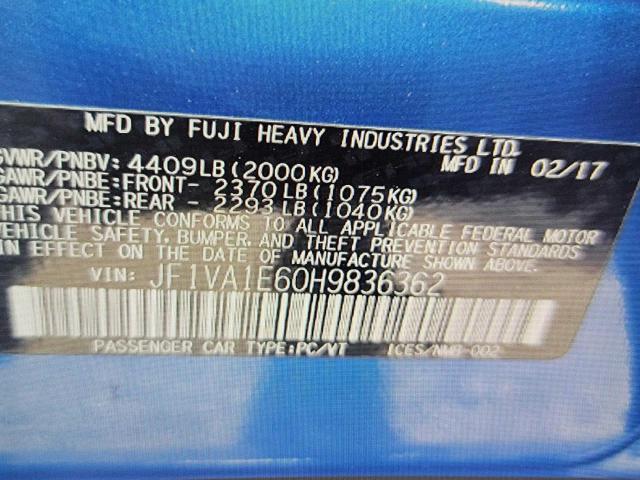 MFD BY FUJI HEAVY INDUSTRIES LTD.
GVWR/PNBV: 4409LB(2000KG) MFD IN 02/17
GAWR/PNBE:FRONT- 2370LB(1075KG)
GAWR/PNBE:REAR - 2293LB(1040KG)
THIS VEHICLE CONFORMS TO ALL APPLICABLE FEDERAL MOTOR
VEHICLE SAFETY, BUMPER, AND THEFT PREVENTION STANDARDS
IN EFFECT ON THE DATE OF MANUFACTURE SHOWN ABOVE.
VIN: JF1VA1E60H9836362
PASSENGER CAR TYPE:PC/VT ICES/NMB-002